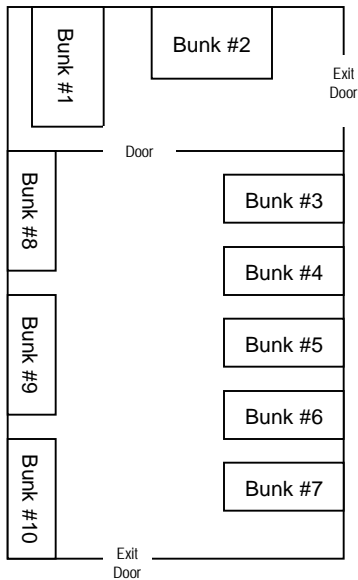 Bunk #1
Bunk #2
Exit
Door
Door
Bunk #8
Bunk #3
Bunk #4
Bunk #9
Bunk #5
Bunk #6
Bunk #10
Bunk #7
Exit
Door